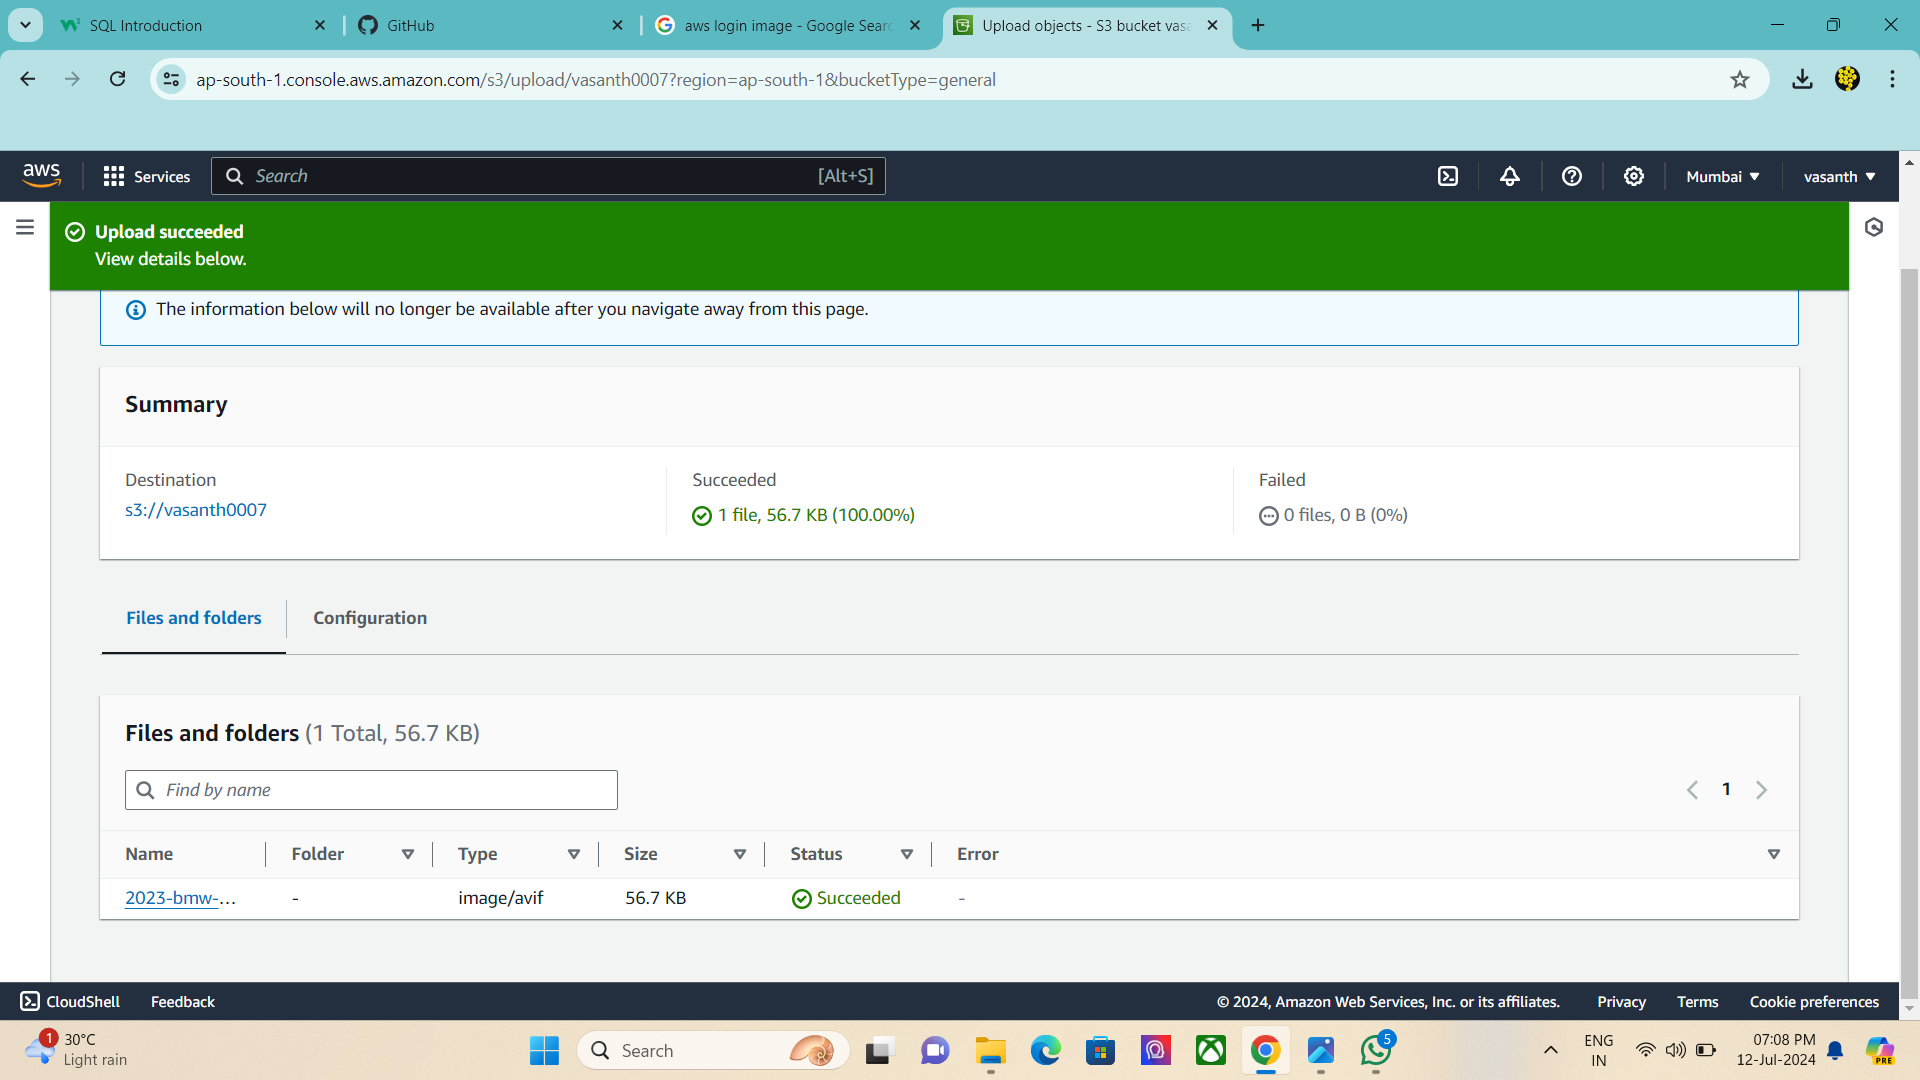 SQL Introduction
GitHub
aws login image - Google Searc
Upload objects - S3 bucket vasa
ap-south-1.console.aws.amazon.com/s3/upload/vasanth0007?region=ap-south-1&bucketType=general
aws
Services
Search
[Alt+S]
Mumbai
vasanth
Upload succeeded
View details below.
The information below will no longer be available after you navigate away from this page.
Summary
Destination
s3://vasanth0007
Succeeded
1 file, 56.7 KB (100.00%)
Failed
0 files, 0 B (0%)
Files and folders
Configuration
Files and folders (1 Total, 56.7 KB)
Find by name
1
Name
Folder
Type
Size
Status
Error
2023-bmw-...
-
image/avif
56.7 KB
Succeeded
-
CloudShell
Feedback
© 2024, Amazon Web Services, Inc. or its affiliates.
Privacy
Terms
Cookie preferences
1
30°C
Light rain
Search
5
ENG
IN
07:08 PM
12-Jul-2024
PRE